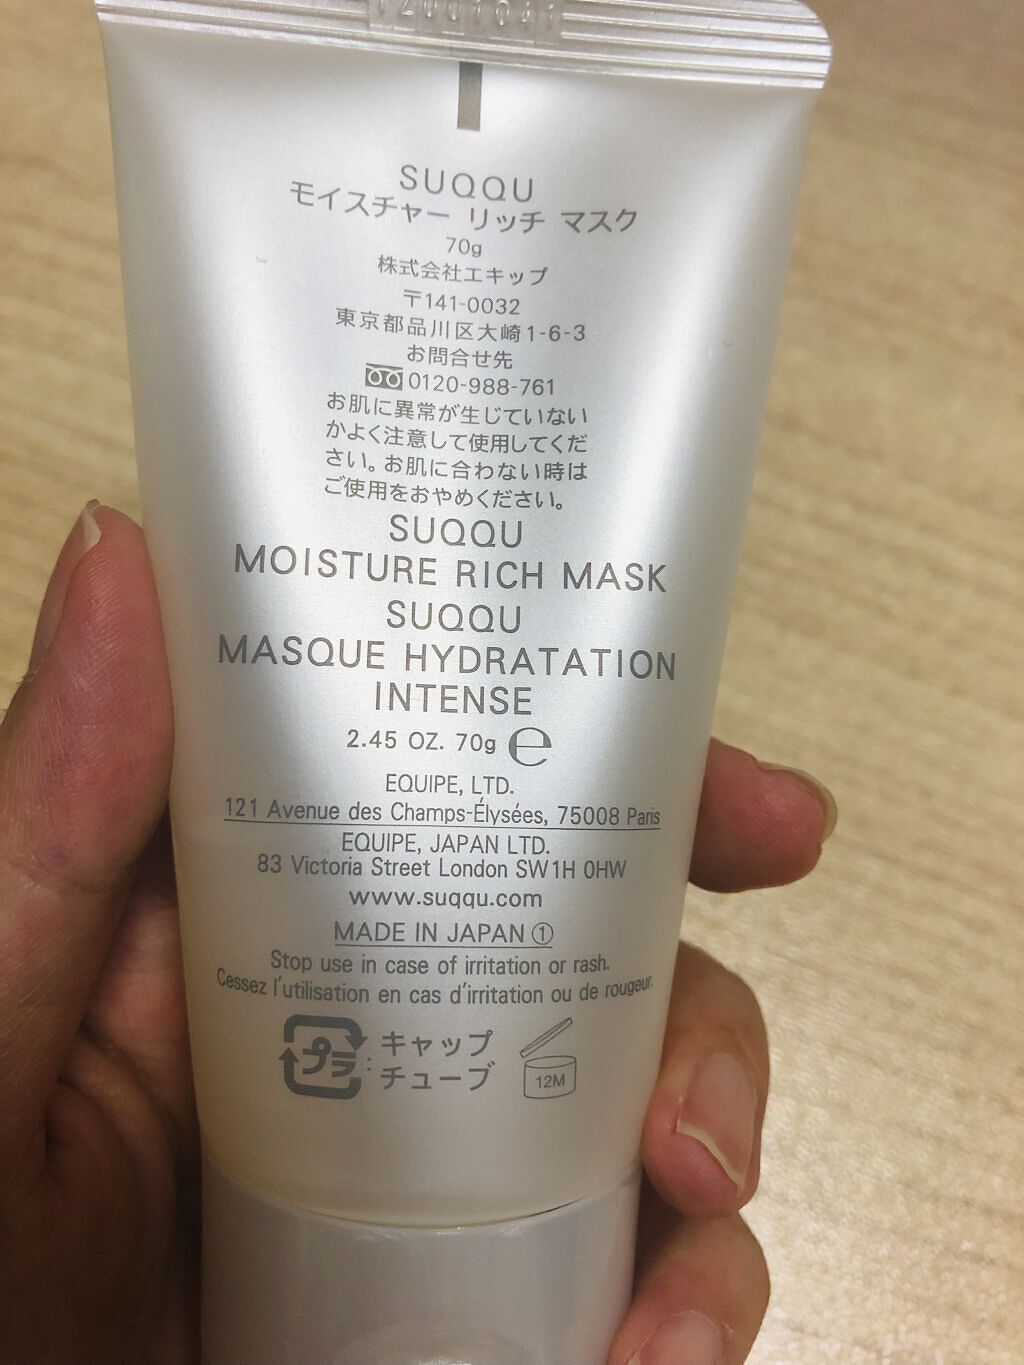 SUQQU
モイスチャー リッチ マスク
70g
株式会社エキップ
〒141-0032
東京都品川区大崎1-6-3
お問合せ先
0120-988-761
お肌に異常が生じていない
かよく注意して使用してくだ
さい。お肌に合わない時は
ご使用をおやめください。
SUQQU
MOISTURE RICH MASK
SUQQU
MASQUE HYDRATATION
INTENSE
2.45 OZ. 70g ℮
EQUIPE, LTD.
121 Avenue des Champs-Élysées, 75008 Paris
EQUIPE, JAPAN LTD.
83 Victoria Street London SW1H 0HW
www.suqqu.com
MADE IN JAPAN ①
Stop use in case of irritation or rash.
Cessez l'utilisation en cas d'irritation ou de rougeur.
プラ : キャップ
チューブ
12M